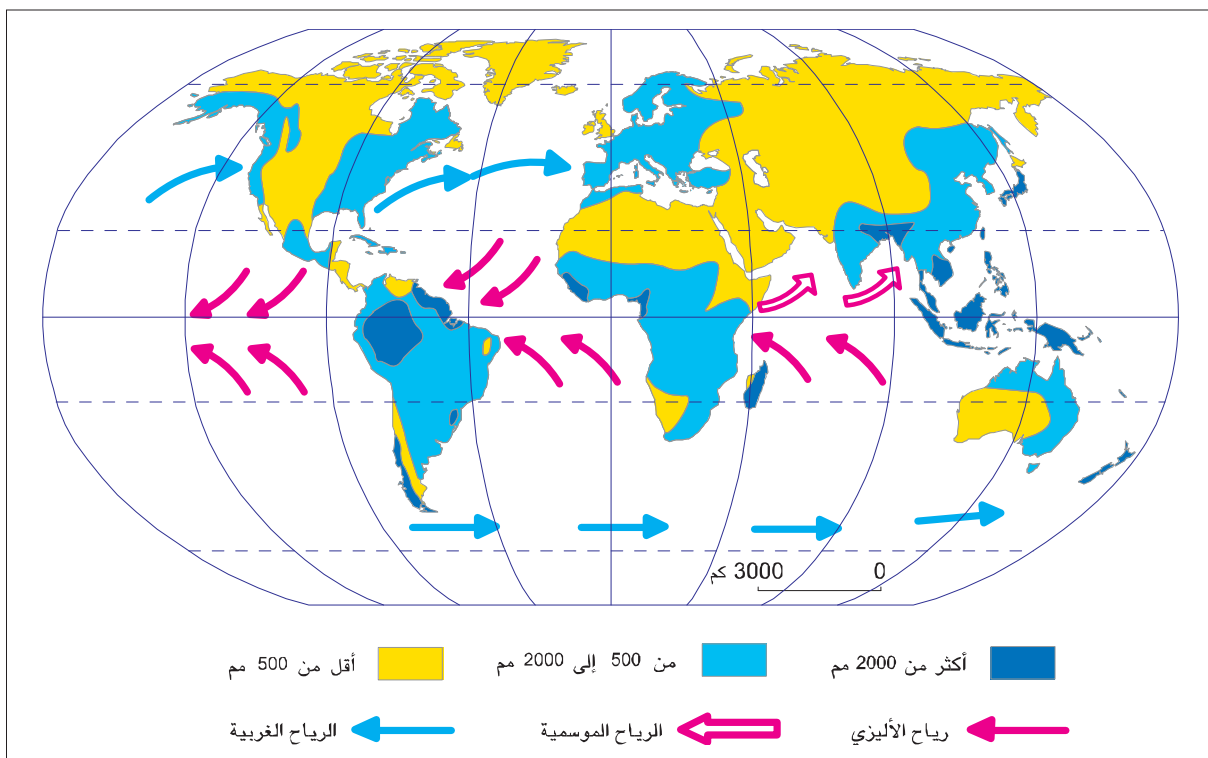 3000 كم 0
أكثر من 2000 مم
من 500 إلى 2000 مم
أقل من 500 مم
رياح الأليزي
الرياح الموسمية
الرياح الغربية